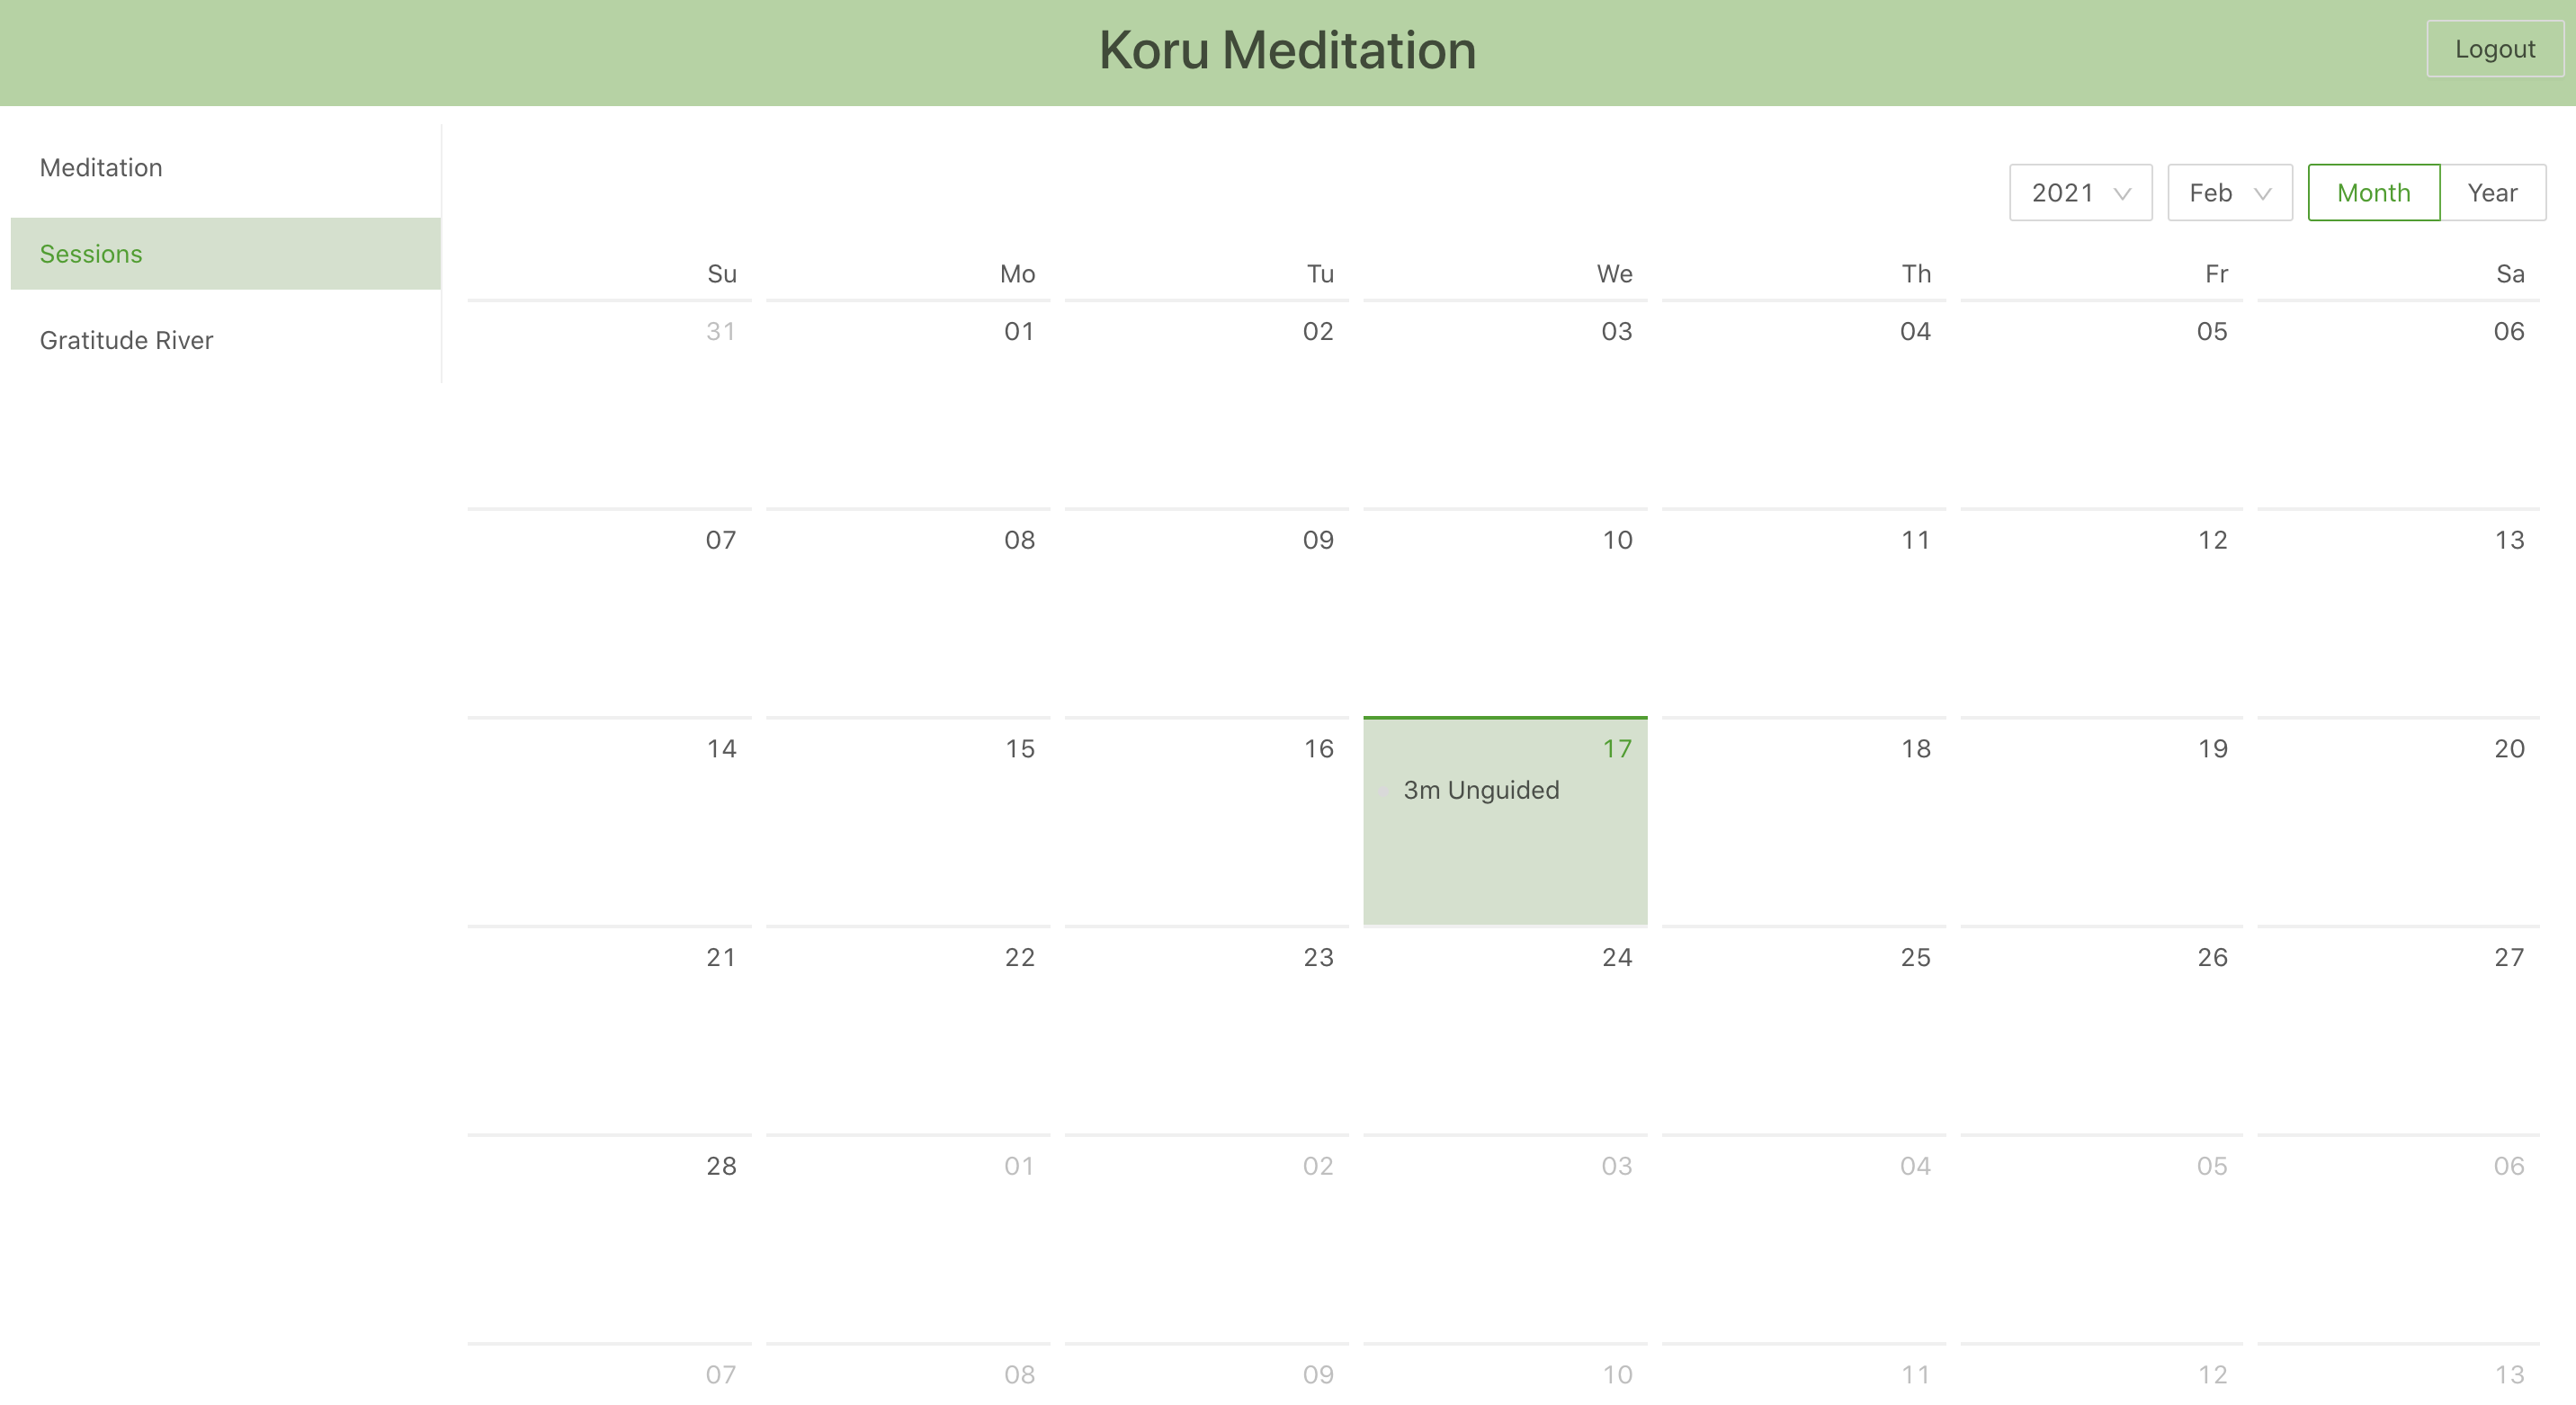 Koru Meditation
Logout
Meditation
Sessions
Gratitude River
2021 Feb Month Year
Su Mo Tu We Th Fr Sa
31 01 02 03 04 05 06
07 08 09 10 11 12 13
14 15 16 17 18 19 20
3m Unguided
21 22 23 24 25 26 27
28 01 02 03 04 05 06
07 08 09 10 11 12 13